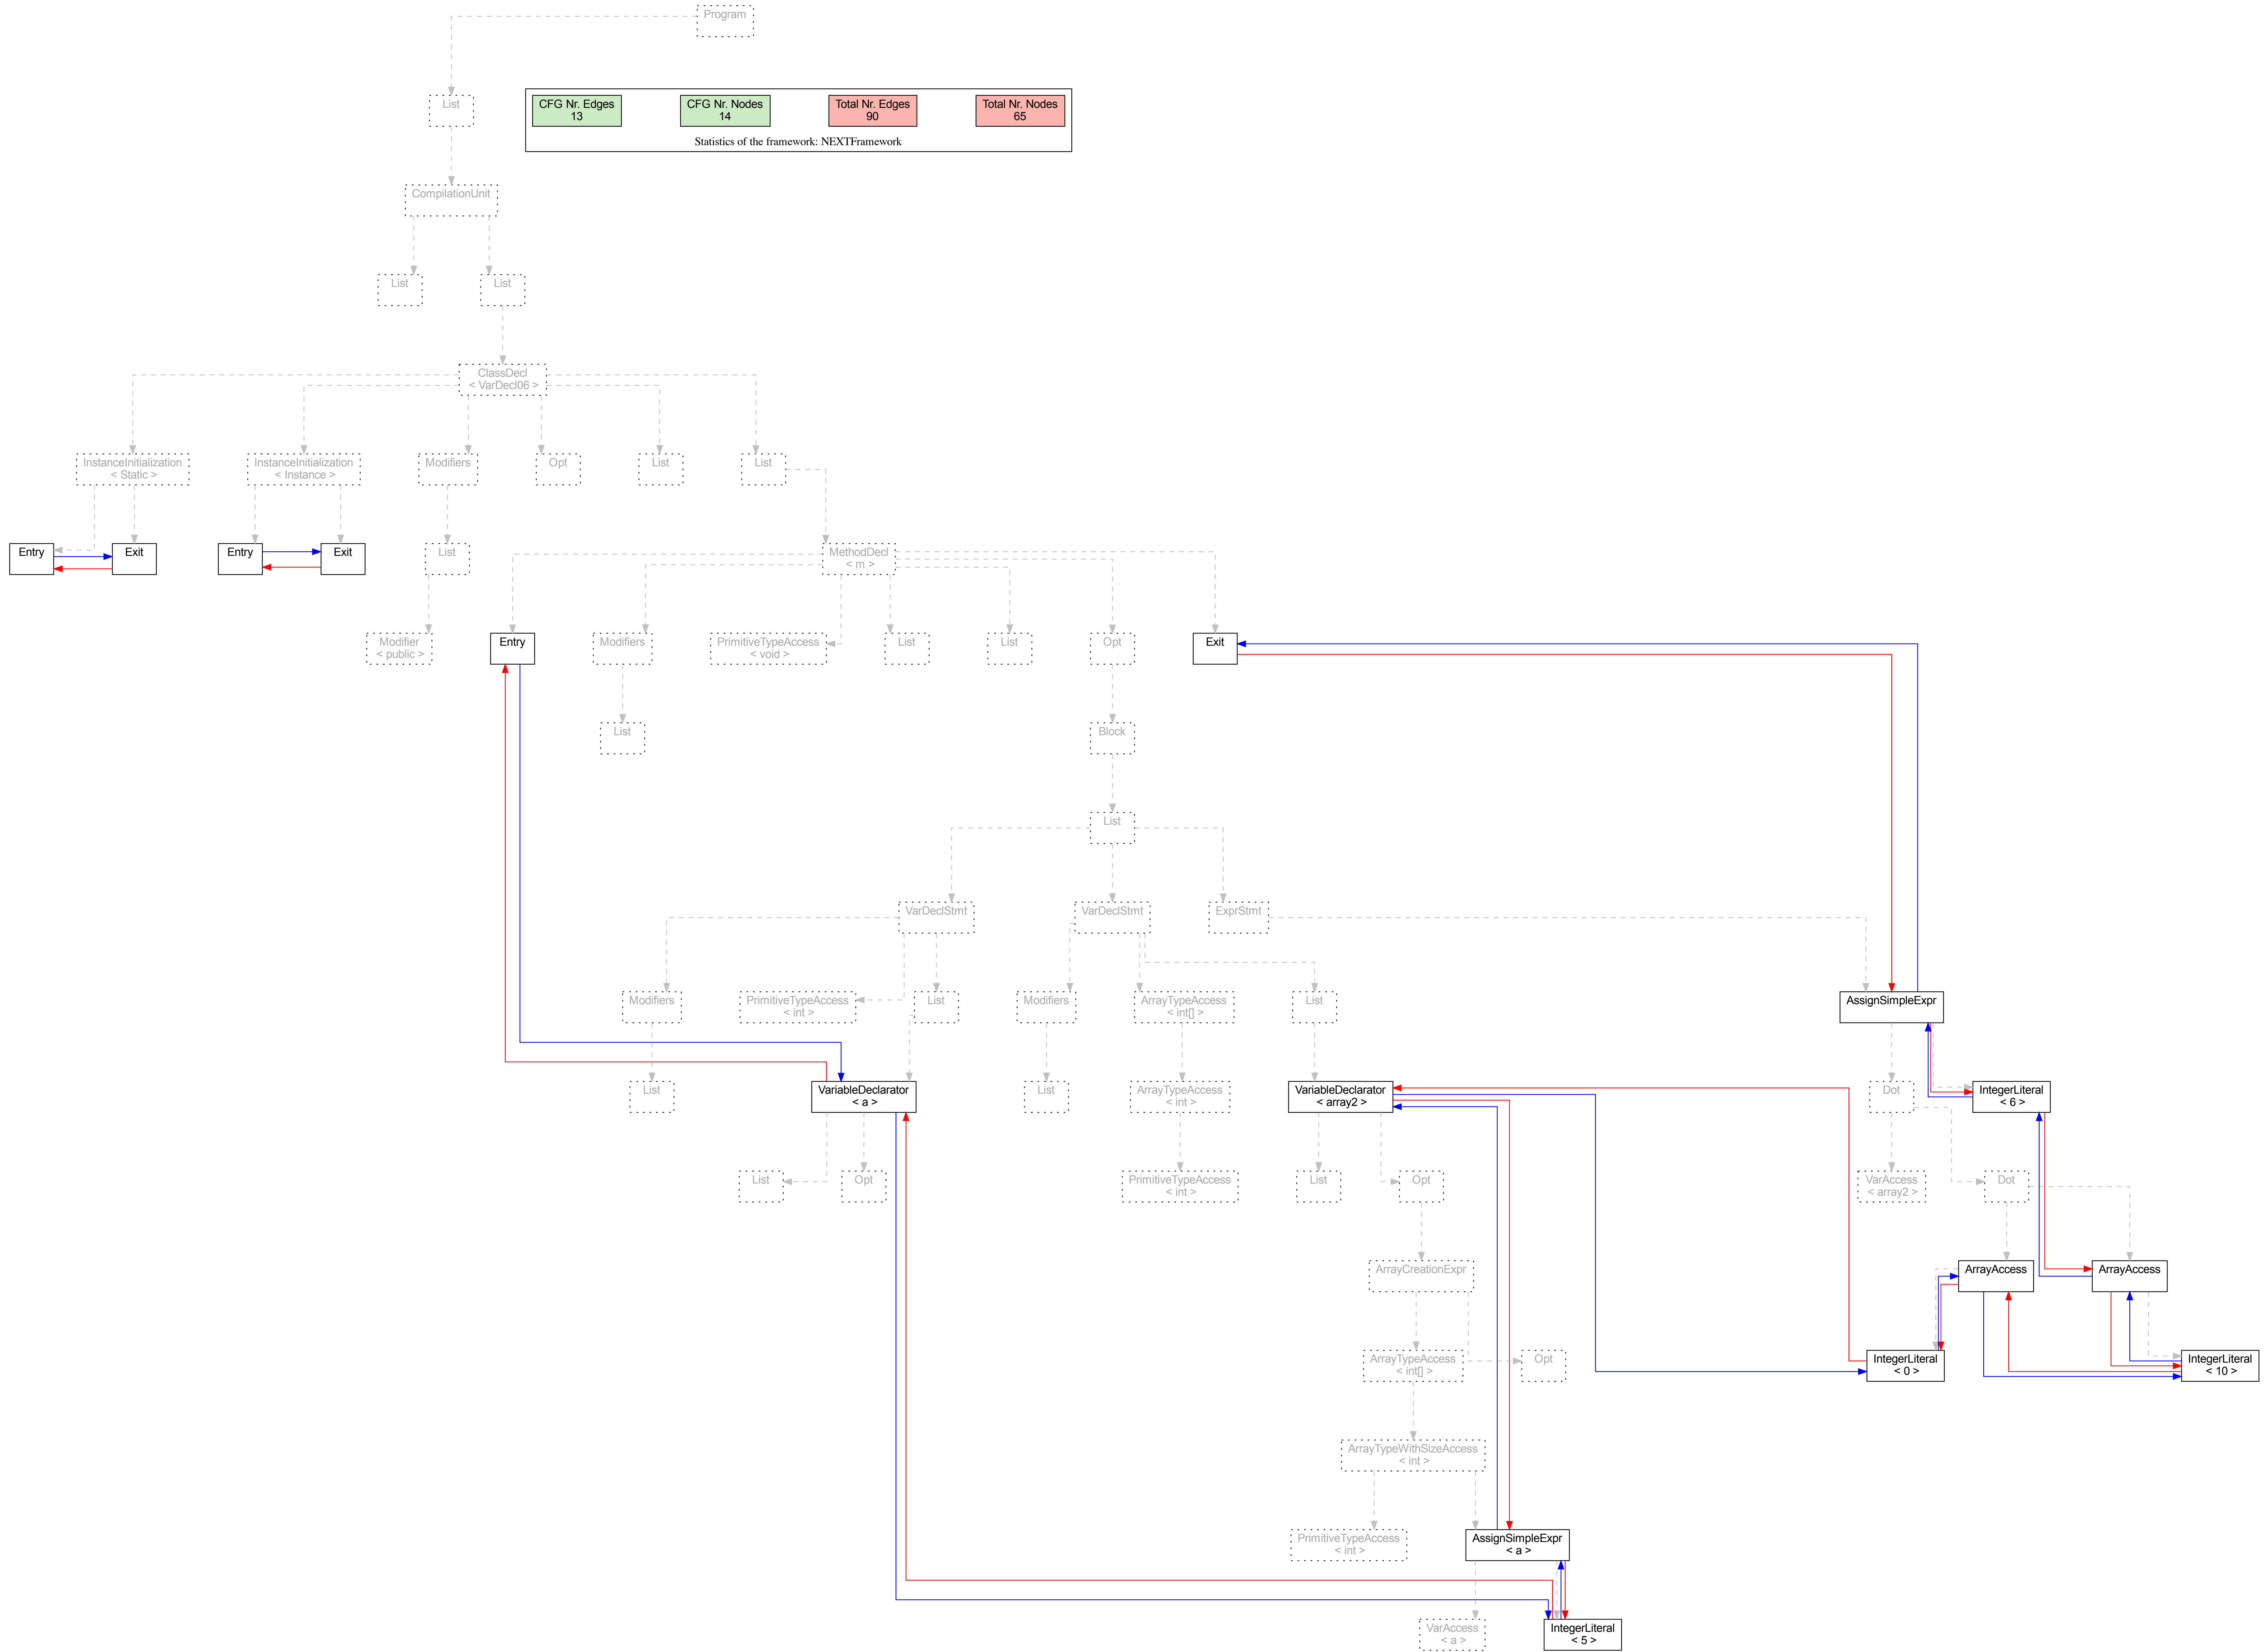 Program
List
CFG Nr. Edges
13
CFG Nr. Nodes
14
Total Nr. Edges
90
Total Nr. Nodes
65
Statistics of the framework: NEXTFramework
CompilationUnit
List
List
ClassDecl
< VarDecl06 >
InstanceInitialization
< Static >
InstanceInitialization
< Instance >
Modifiers
Opt
List
List
Entry
Exit
Entry
Exit
List
MethodDecl
< m >
Modifier
< public >
Entry
Modifiers
PrimitiveTypeAccess
< void >
List
List
Opt
Exit
List
Block
List
VarDeclStmt
VarDeclStmt
ExprStmt
Modifiers
PrimitiveTypeAccess
< int >
List
Modifiers
ArrayTypeAccess
< int[] >
List
AssignSimpleExpr
List
VariableDeclarator
< a >
List
ArrayTypeAccess
< int >
VariableDeclarator
< array2 >
Dot
IntegerLiteral
< 6 >
List
Opt
PrimitiveTypeAccess
< int >
List
Opt
VarAccess
< array2 >
Dot
ArrayCreationExpr
ArrayAccess
ArrayAccess
ArrayTypeAccess
< int[] >
Opt
IntegerLiteral
< 0 >
IntegerLiteral
< 10 >
ArrayTypeWithSizeAccess
< int >
PrimitiveTypeAccess
< int >
AssignSimpleExpr
< a >
VarAccess
< a >
IntegerLiteral
< 5 >